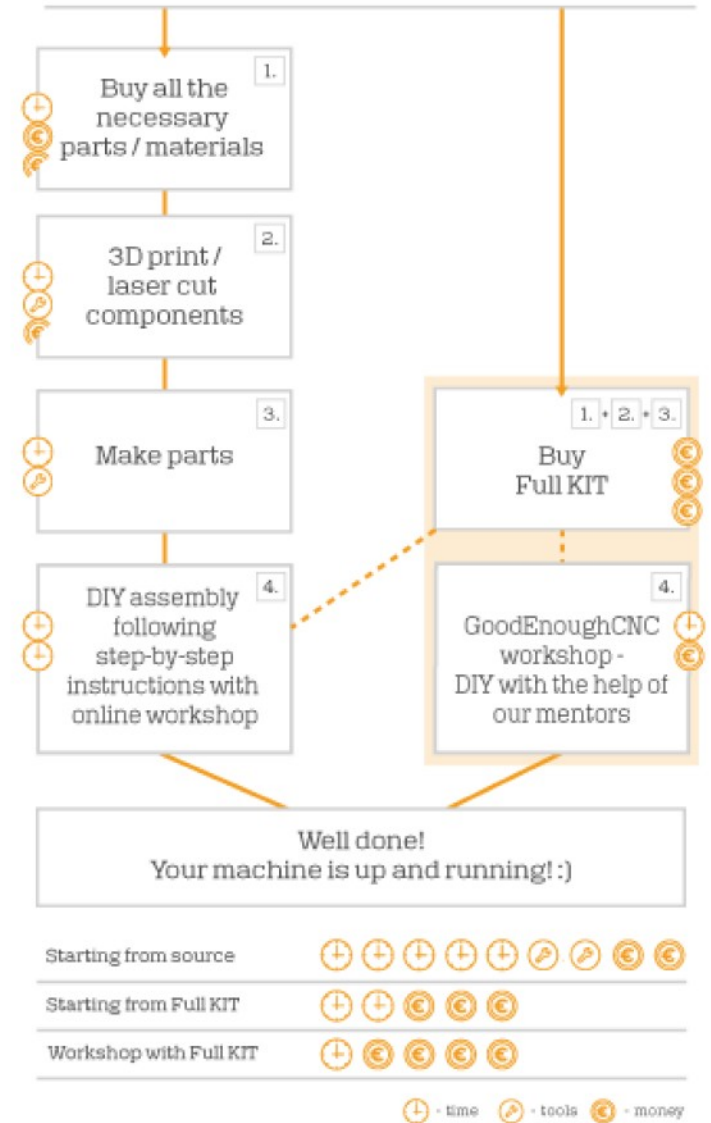 1.
Buy all the
necessary
parts / materials
2.
3D print /
laser cut
components
3.
Make parts
1. + 2. + 3.
Buy
Full KIT
4.
DIY assembly
following
step-by-step
instructions with
online workshop
4.
GoodEnoughCNC
workshop -
DIY with the help of
our mentors
Well done!
Your machine is up and running! :)
Starting from source
Starting from Full KIT
Workshop with Full KIT
- time - tools - money